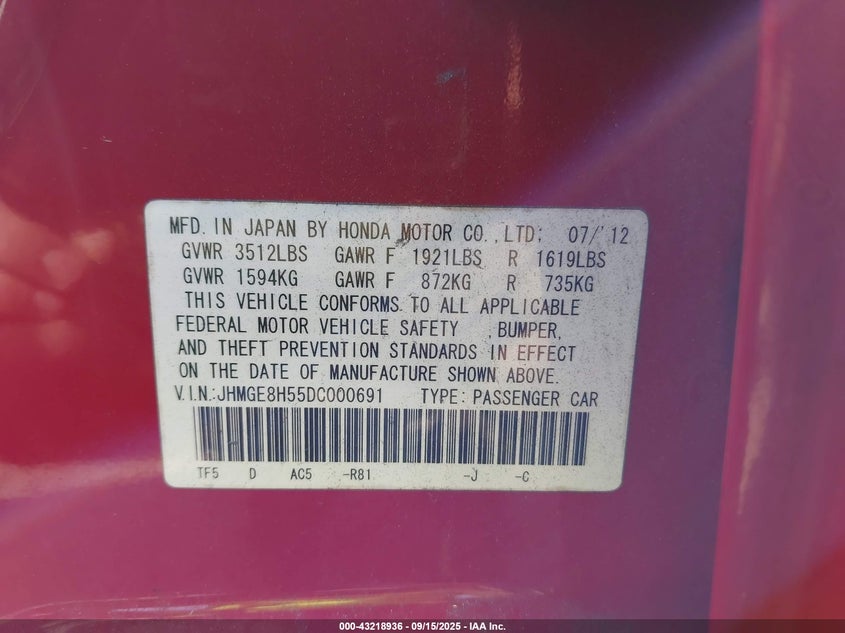 MFD. IN JAPAN BY HONDA MOTOR CO.,LTD. 07/'12
GVWR 3512LBS GAWR F 1921LBS R 1619LBS
GVWR 1594KG GAWR F 872KG R 735KG
THIS VEHICLE CONFORMS TO ALL APPLICABLE
FEDERAL MOTOR VEHICLE SAFETY BUMPER,
AND THEFT PREVENTION STANDARDS IN EFFECT
ON THE DATE OF MANUFACTURE SHOWN ABOVE.
V.I.N.:JHMGE8H55DC000691 TYPE:PASSENGER CAR
TF5 D AC5 -R81 -J -C
000-43218936 - 09/15/2025 - IAA Inc.